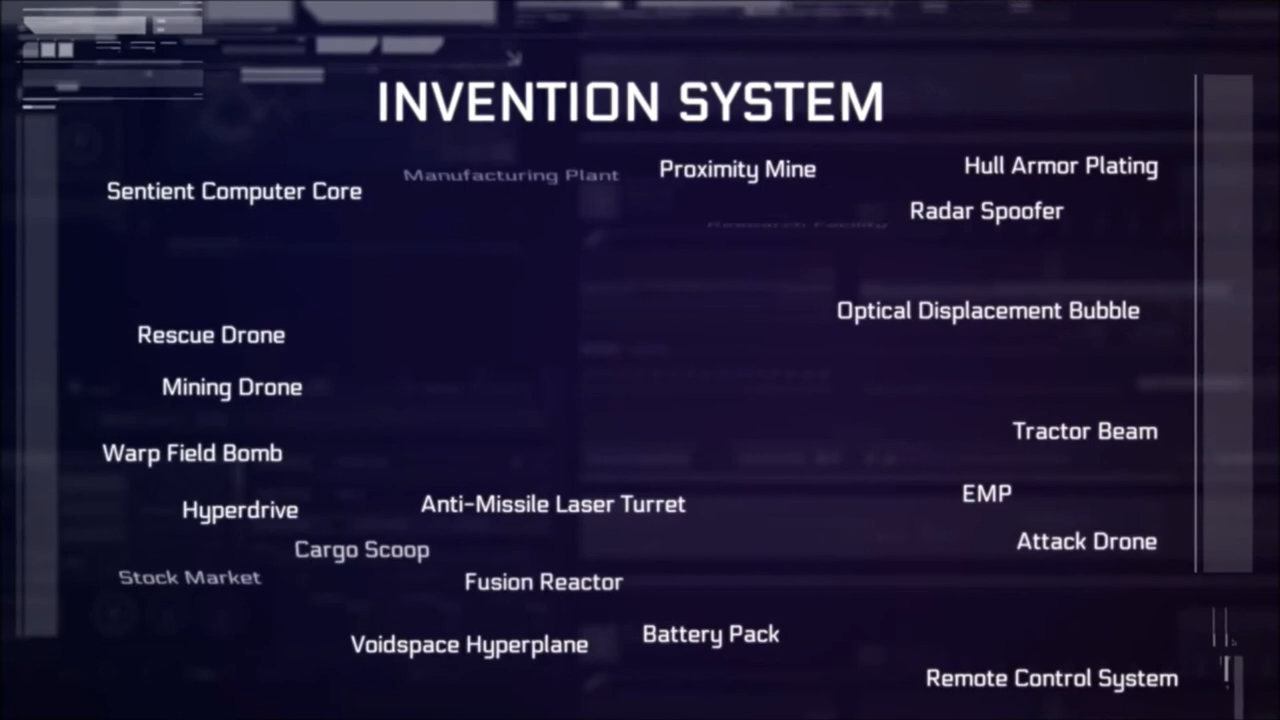 INVENTION SYSTEM
Hull Armor Plating
Proximity Mine
Manufacturing Plant
Sentient Computer Core
Radar Spoofer
Research Facility
Optical Displacement Bubble
Rescue Drone
Mining Drone
Tractor Beam
Warp Field Bomb
EMP
Anti-Missile Laser Turret
Hyperdrive
Attack Drone
Cargo Scoop
Stock Market
Fusion Reactor
Battery Pack
Voidspace Hyperplane
Remote Control System